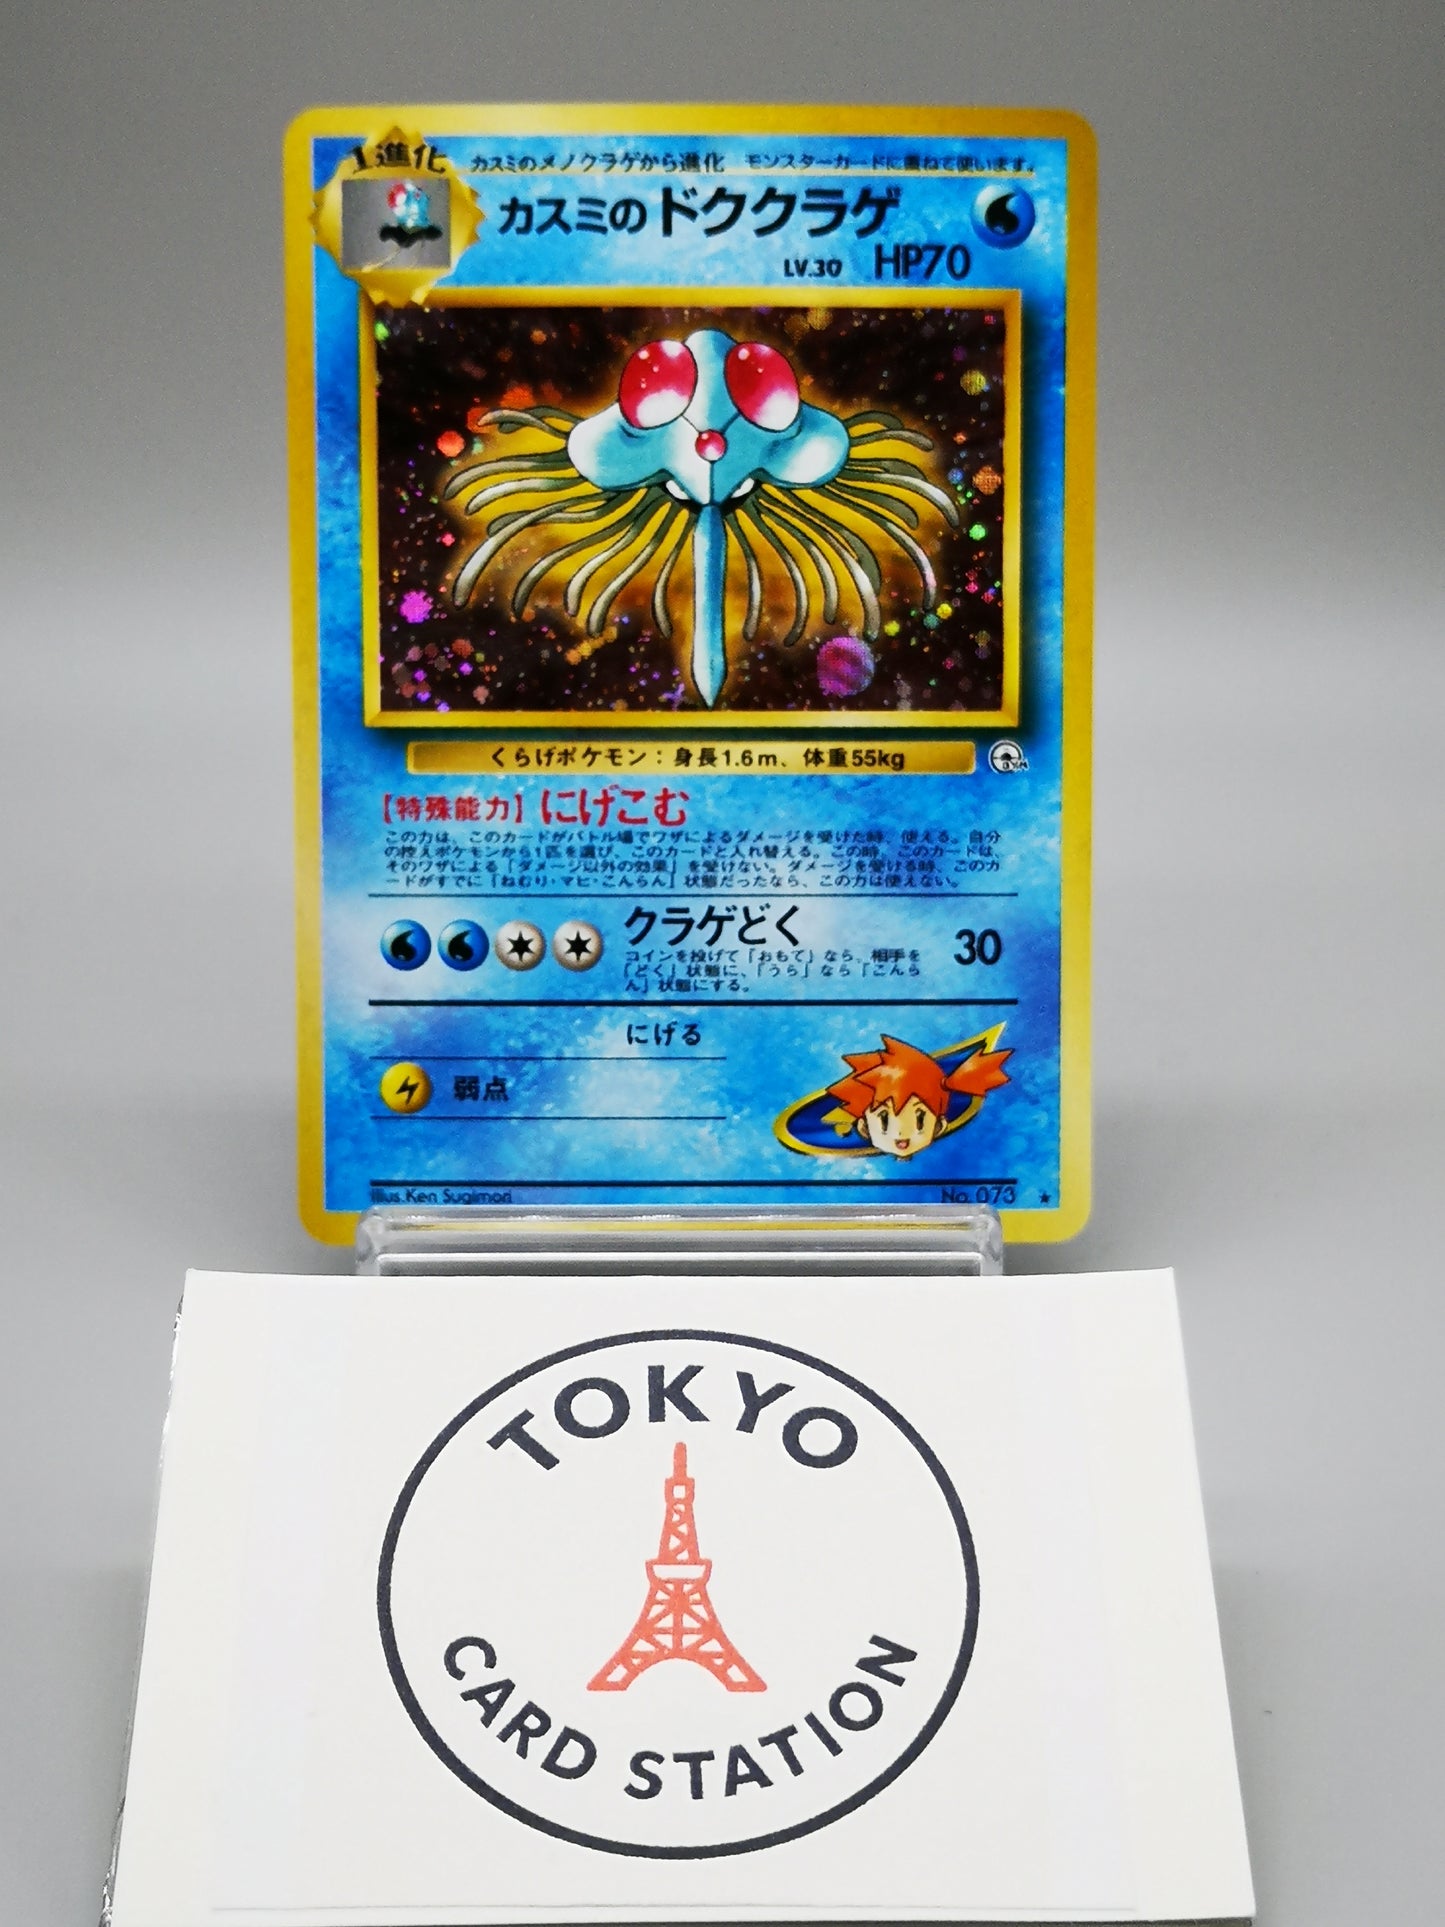 1進化
カスミのメノクラゲから進化 モンスターカードに重ねて使います。
カスミのドククラゲ
LV.30 HP70
くらげポケモン：身長1.6m、体重55kg
GYM
【特殊能力】にげこむ
この力は、このカードがバトル場でワザによるダメージを受けた時、使える。自分
の控えポケモンから1匹を選び、このカードと入れ替える。この時、このカードは、
そのワザによる「ダメージ以外の効果」を受けない。ダメージを受ける時、このカ
ードがすでに「ねむり・マヒ・こんらん」状態だったなら、この力は使えない。
クラゲどく 30
コインを投げて「おもて」なら、相手を
「どく」状態に、「うら」なら「こんら
ん」状態にする。
にげる
弱点
Illus.Ken Sugimori
No.073 ★
TOKYO
CARD STATION